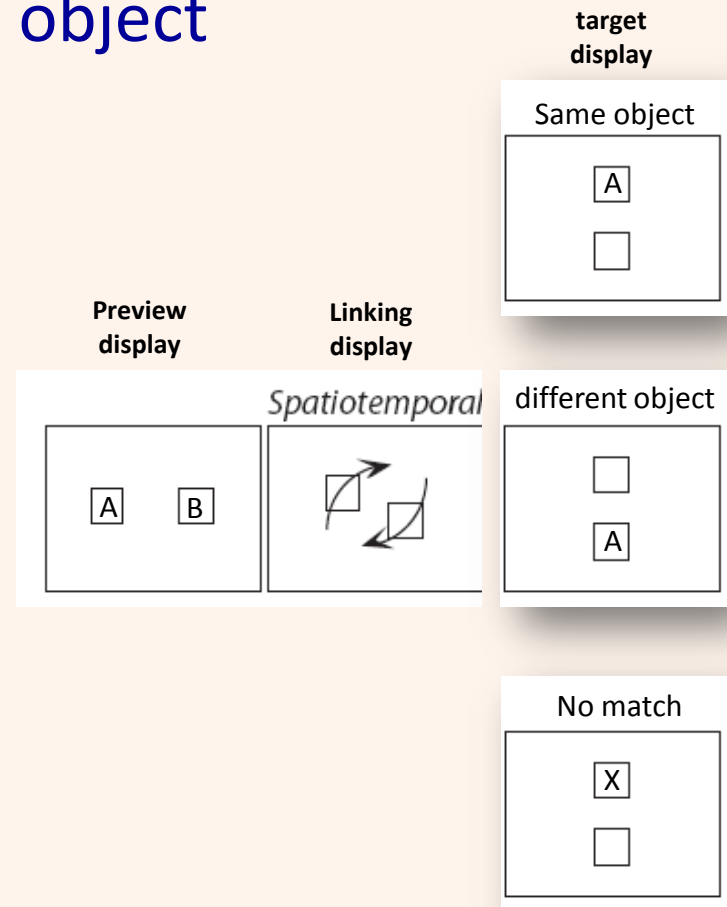 object
target
display
Same object
A
Preview
display
Linking
display
Spatiotemporal
A B
different object
A
No match
X